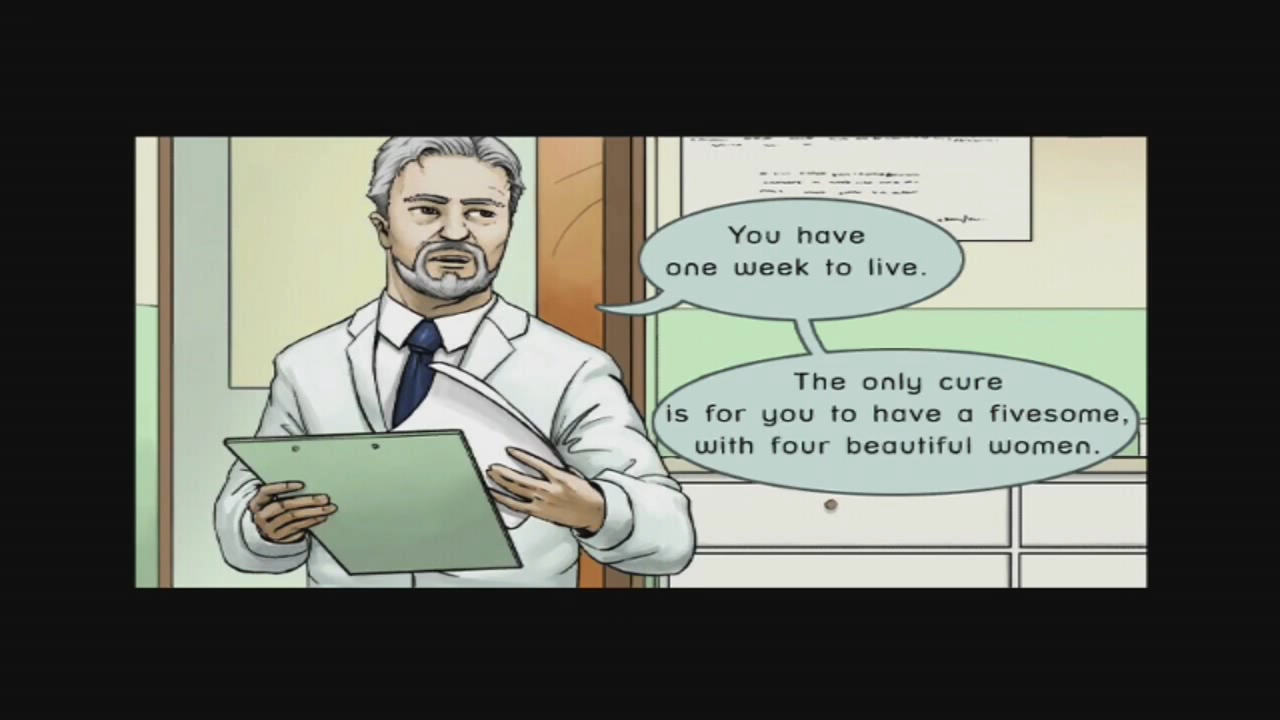 You have
one week to live.
The only cure
is for you to have a fivesome,
with four beautiful women.